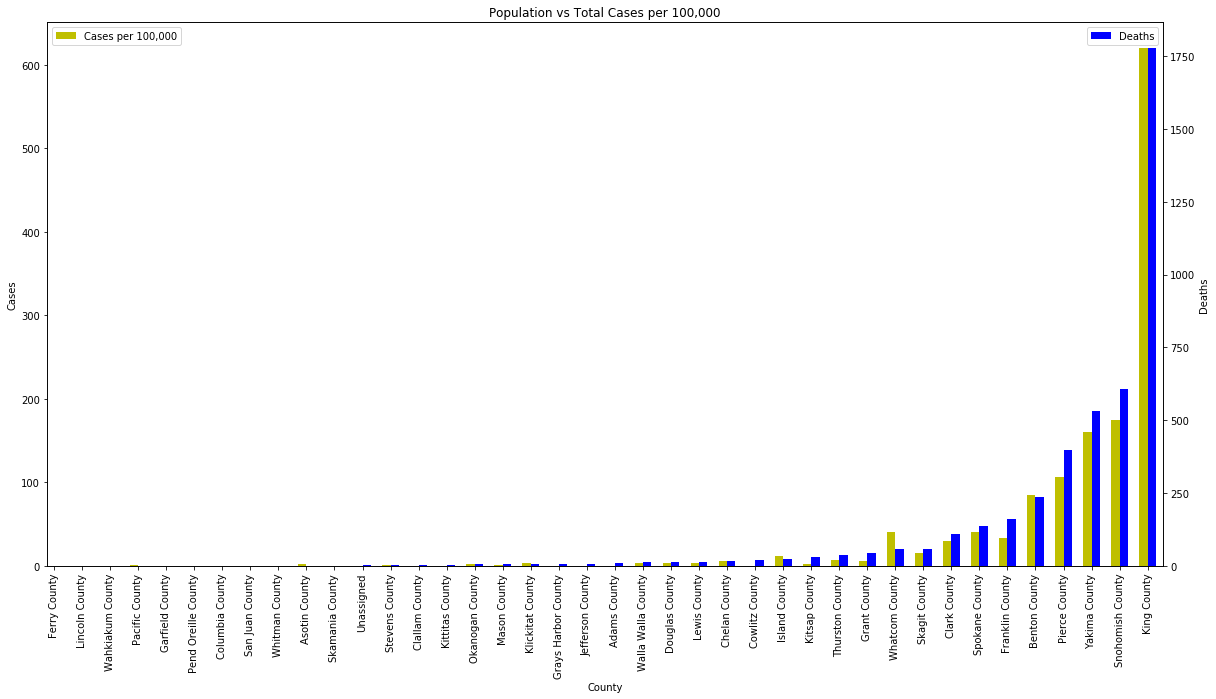 Population vs Total Cases per 100,000
Cases per 100,000
Deaths
600
500
400
300
200
100
0
Cases
1750
1500
1250
1000
750
500
250
0
Deaths
Ferry County
Lincoln County
Wahkiakum County
Pacific County
Garfield County
Pend Oreille County
Columbia County
San Juan County
Whitman County
Asotin County
Skamania County
Unassigned
Stevens County
Clallam County
Kittitas County
Okanogan County
Mason County
Klickitat County
Grays Harbor County
Jefferson County
Adams County
Walla Walla County
Douglas County
Lewis County
Chelan County
Cowlitz County
Island County
Kitsap County
Thurston County
Grant County
Whatcom County
Skagit County
Clark County
Spokane County
Franklin County
Benton County
Pierce County
Yakima County
Snohomish County
King County
County